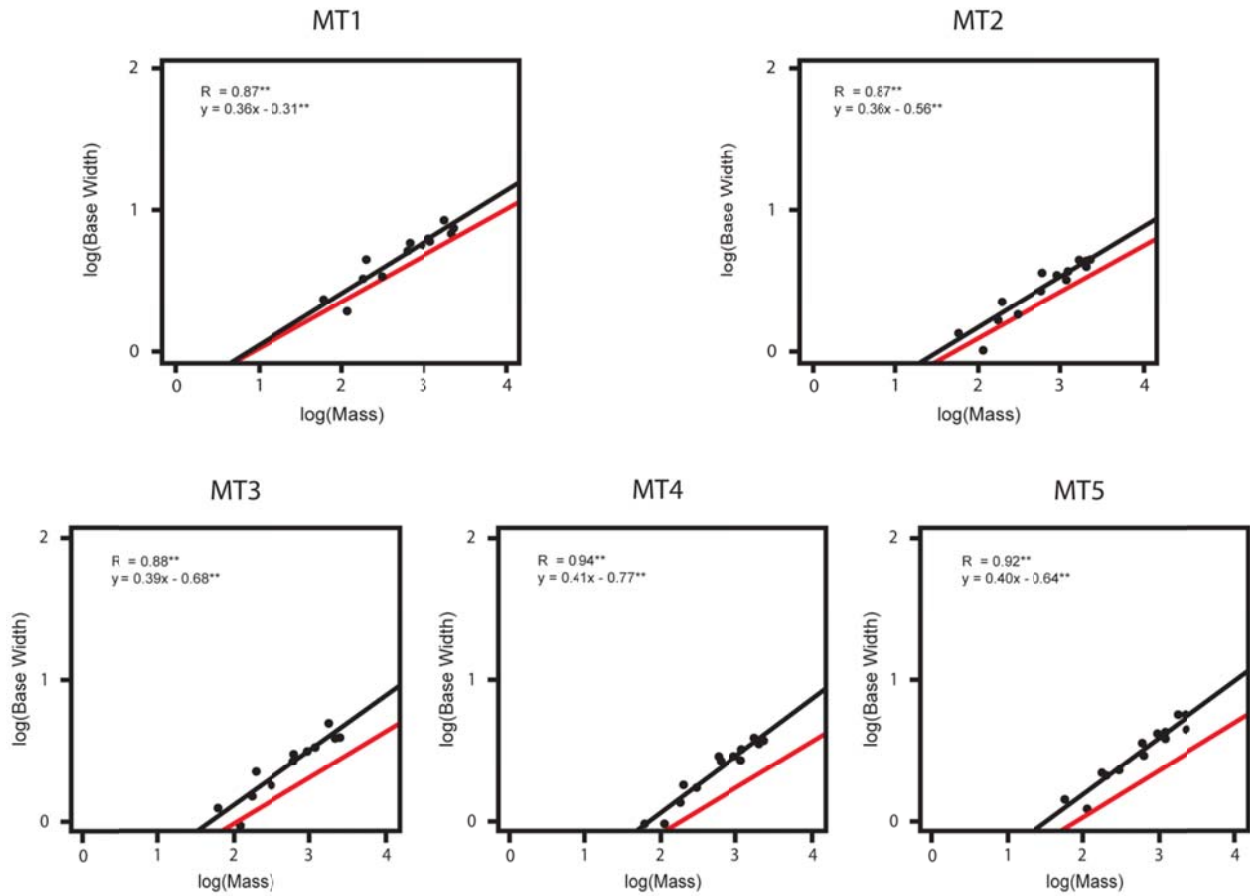 MT1
MT2
2
R = 0.87**
y = 0.36x - 0.31**
log(Base Width)
1
0
0 1 2 3 4
log(Mass)
2
R = 0.87**
y = 0.36x - 0.56**
log(Base Width)
1
0
0 1 2 3 4
log(Mass)
MT3
MT4
MT5
2
R = 0.88**
y = 0.39x - 0.68**
log(Base Width)
1
0
0 1 2 3 4
log(Mass)
2
R = 0.94**
y = 0.41x - 0.77**
log(Base Width)
1
0
0 1 2 3 4
log(Mass)
2
R = 0.92**
y = 0.40x - 0.64**
log(Base Width)
1
0
0 1 2 3 4
log(Mass)